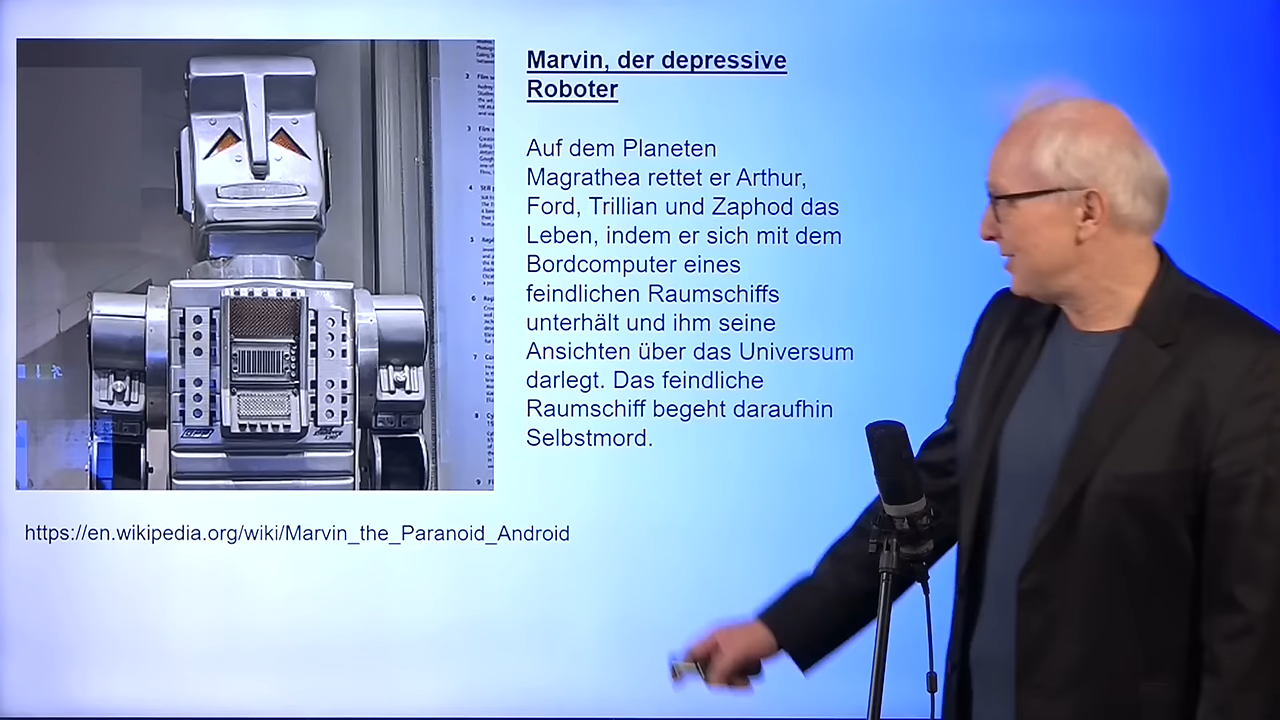 Marvin, der depressive
Roboter
Auf dem Planeten
Magrathea rettet er Arthur,
Ford, Trillian und Zaphod das
Leben, indem er sich mit dem
Bordcomputer eines
feindlichen Raumschiffs
unterhält und ihm seine
Ansichten über das Universum
darlegt. Das feindliche
Raumschiff begeht daraufhin
Selbstmord.
https://en.wikipedia.org/wiki/Marvin_the_Paranoid_Android